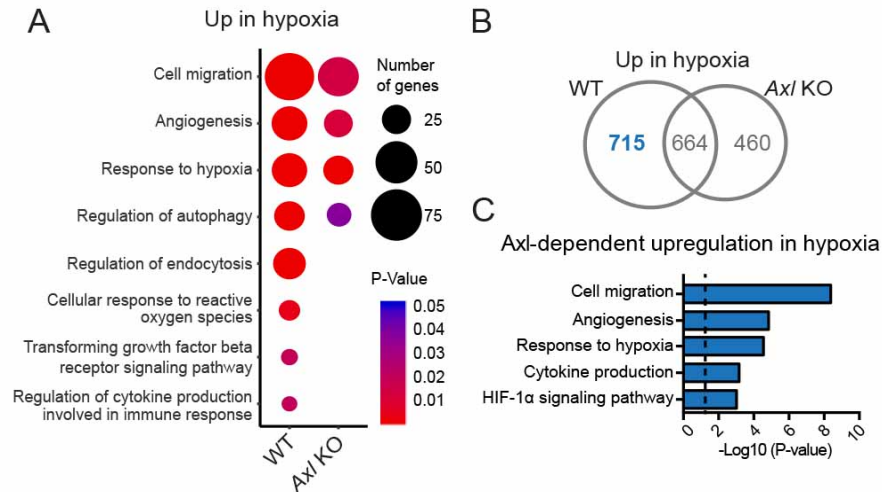 A
Up in hypoxia
Cell migration
Angiogenesis
Response to hypoxia
Regulation of autophagy
Regulation of endocytosis
Cellular response to reactive
oxygen species
Transforming growth factor beta
receptor signaling pathway
Regulation of cytokine production
involved in immune response
WT
Axl KO
Number
of genes
25
50
75
P-Value
0.05
0.04
0.03
0.02
0.01
B
Up in hypoxia
WT
Axl KO
715
664
460
C
Axl-dependent upregulation in hypoxia
Cell migration
Angiogenesis
Response to hypoxia
Cytokine production
HIF-1α signaling pathway
0 2 4 6 8 10
-Log10 (P-value)